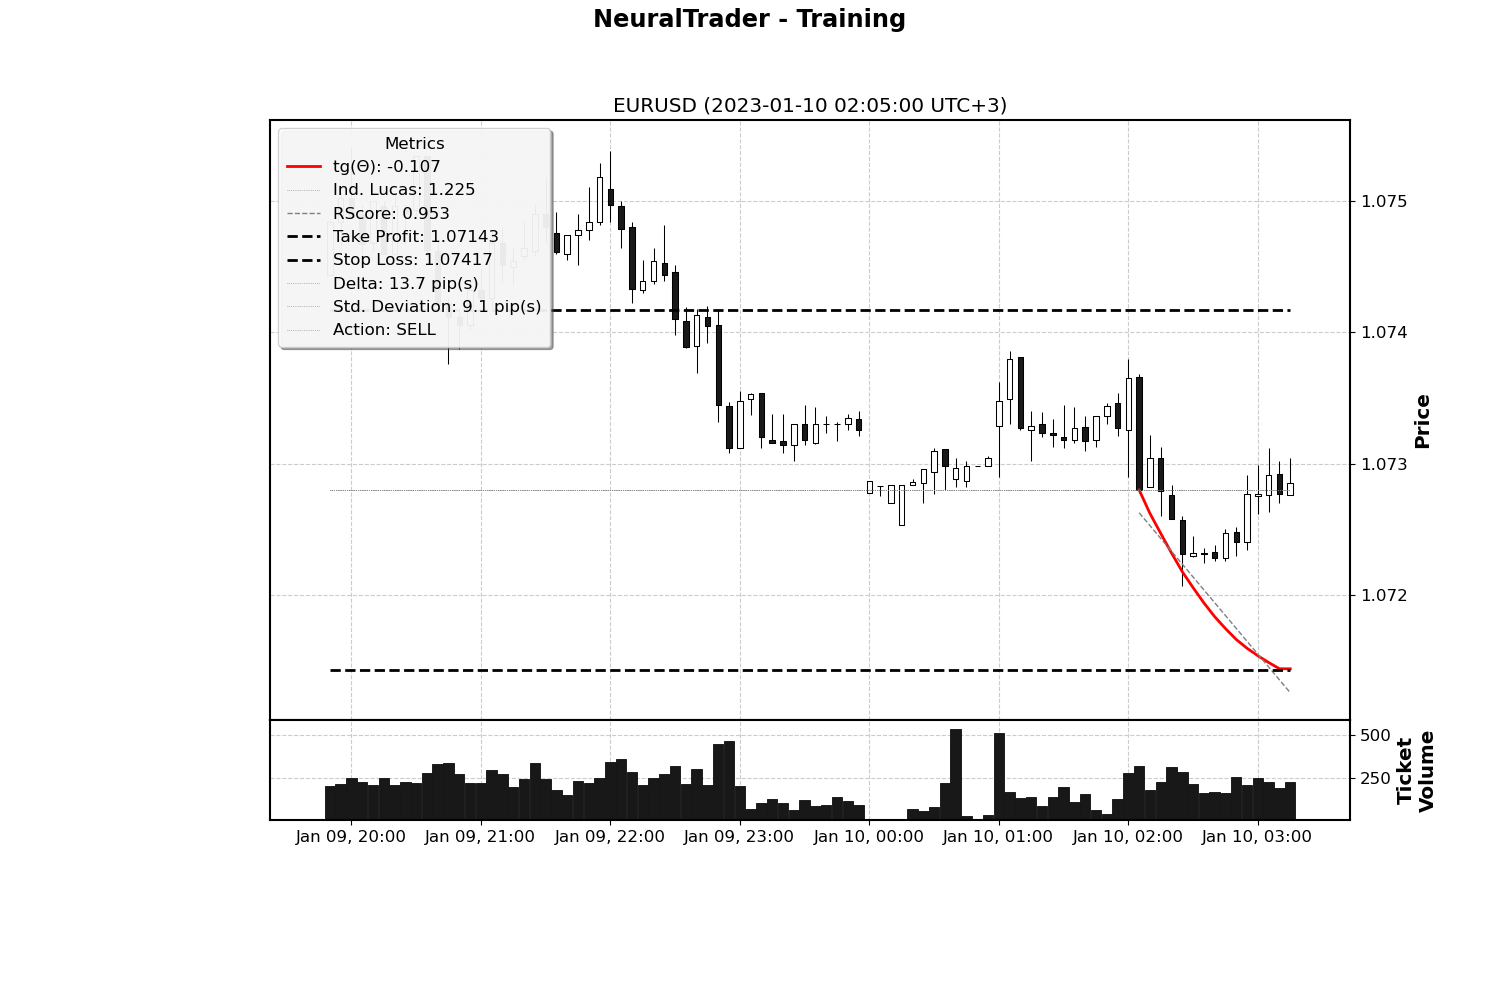 NeuralTrader - Training
EURUSD (2023-01-10 02:05:00 UTC+3)
Metrics
tg(Θ): -0.107
Ind. Lucas: 1.225
RScore: 0.953
Take Profit: 1.07143
Stop Loss: 1.07417
Delta: 13.7 pip(s)
Std. Deviation: 9.1 pip(s)
Action: SELL
1.075
1.074
1.073
1.072
Price
500
250
Ticket
Volume
Jan 09, 20:00
Jan 09, 21:00
Jan 09, 22:00
Jan 09, 23:00
Jan 10, 00:00
Jan 10, 01:00
Jan 10, 02:00
Jan 10, 03:00